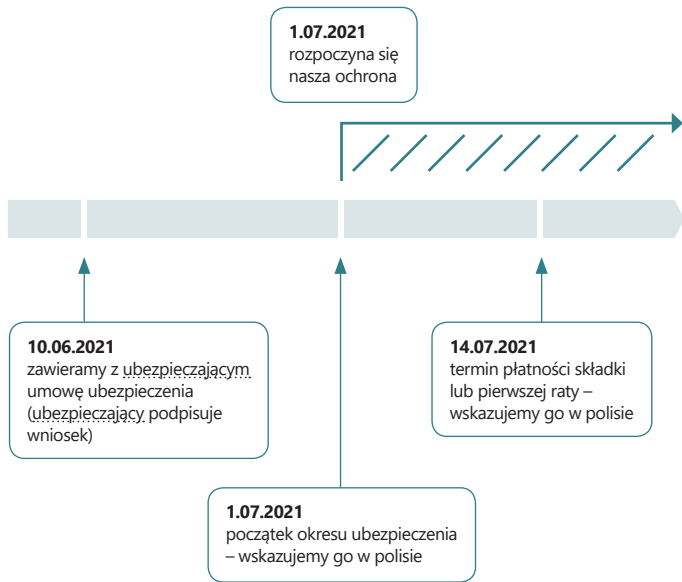 1.07.2021
rozpoczyna się
nasza ochrona
10.06.2021
zawieramy z ubezpieczającym
umowę ubezpieczenia
(ubezpieczający podpisuje
wniosek)
14.07.2021
termin płatności składki
lub pierwszej raty –
wskazujemy go w polisie
1.07.2021
początek okresu ubezpieczenia
– wskazujemy go w polisie